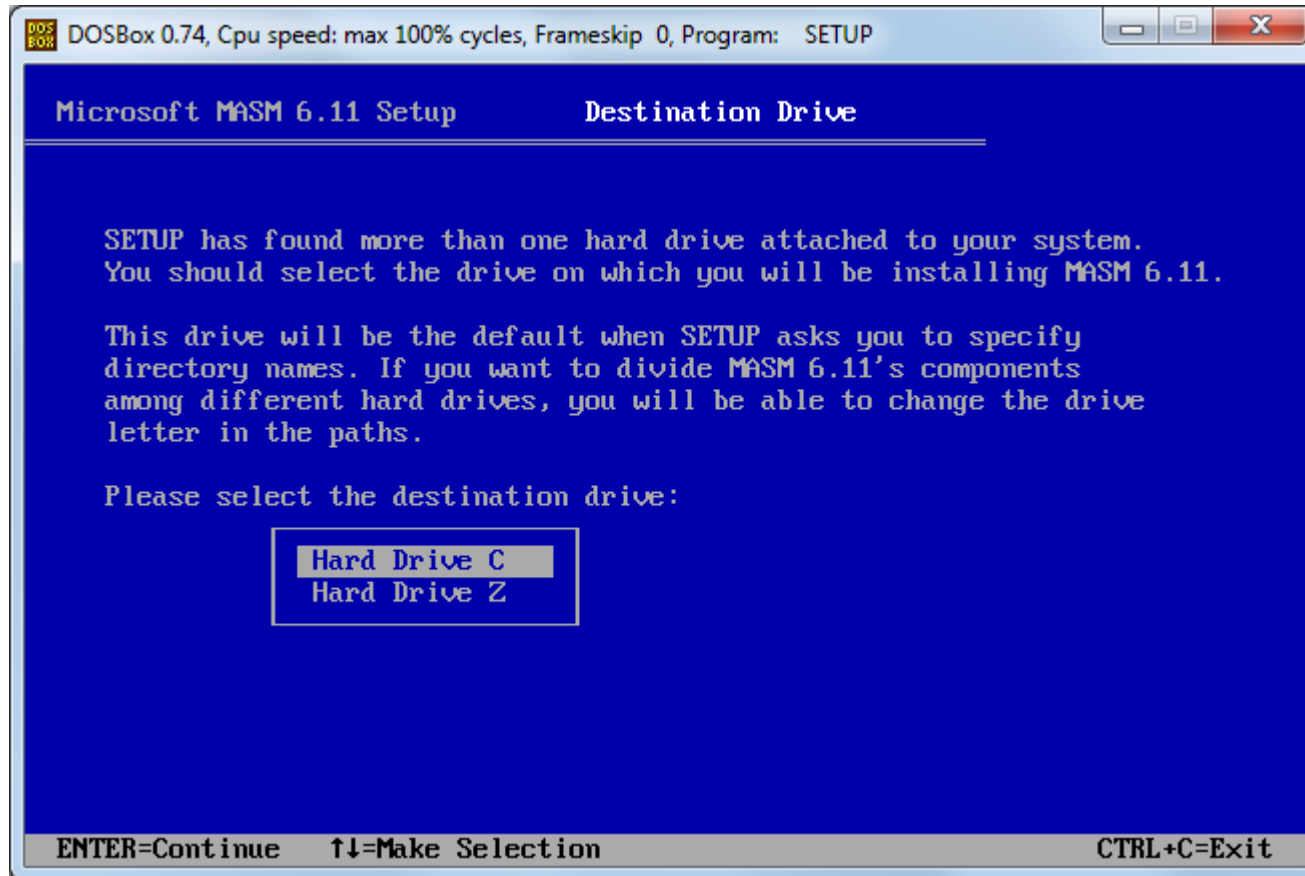 DOS BOX DOSBox 0.74, Cpu speed: max 100% cycles, Frameskip 0, Program: SETUP
Microsoft MASM 6.11 Setup Destination Drive
SETUP has found more than one hard drive attached to your system.
You should select the drive on which you will be installing MASM 6.11.
This drive will be the default when SETUP asks you to specify
directory names. If you want to divide MASM 6.11's components
among different hard drives, you will be able to change the drive
letter in the paths.
Please select the destination drive:
Hard Drive C
Hard Drive Z
ENTER=Continue ↑↓=Make Selection CTRL+C=Exit